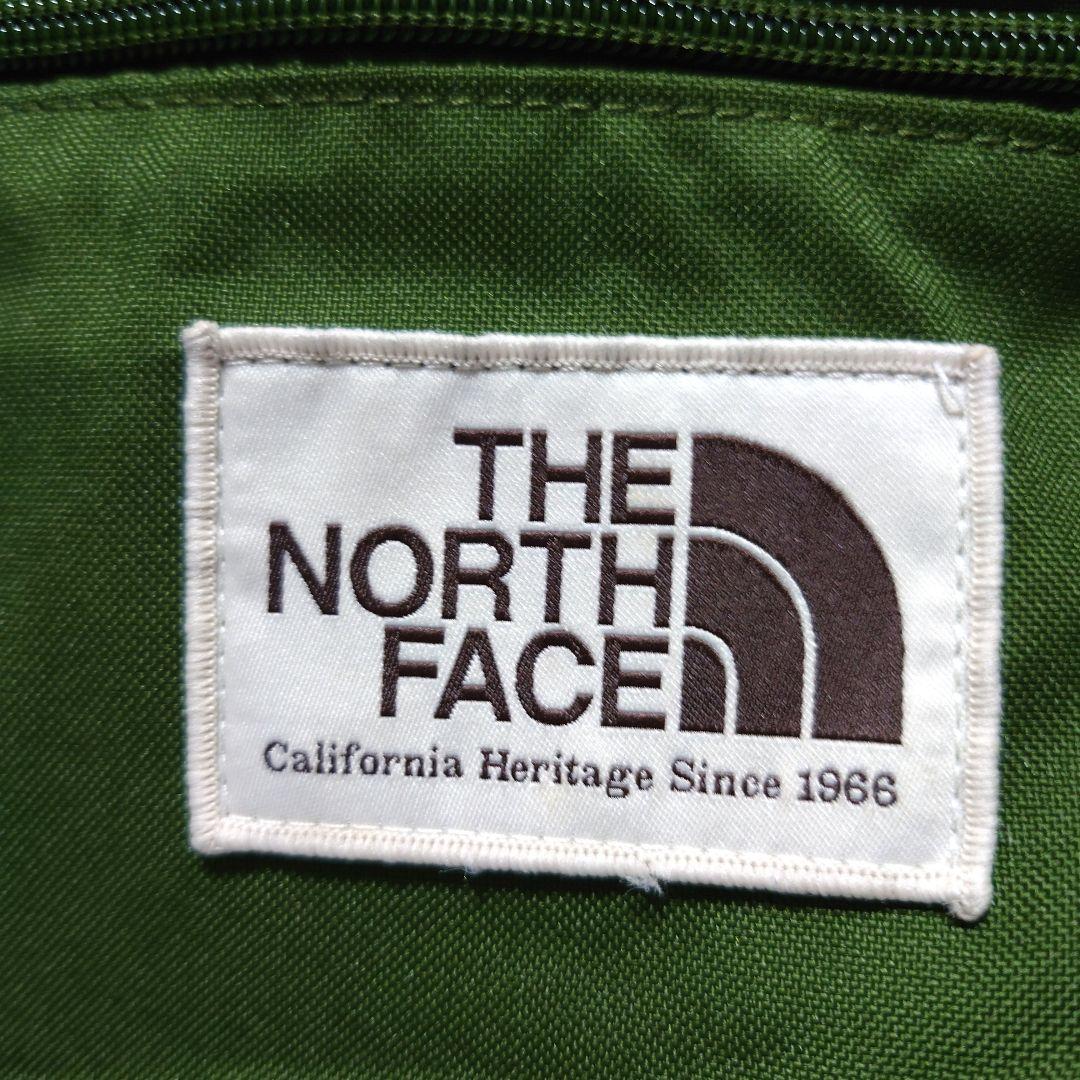 THE
NORTH
FACE
California Heritage Since 1966